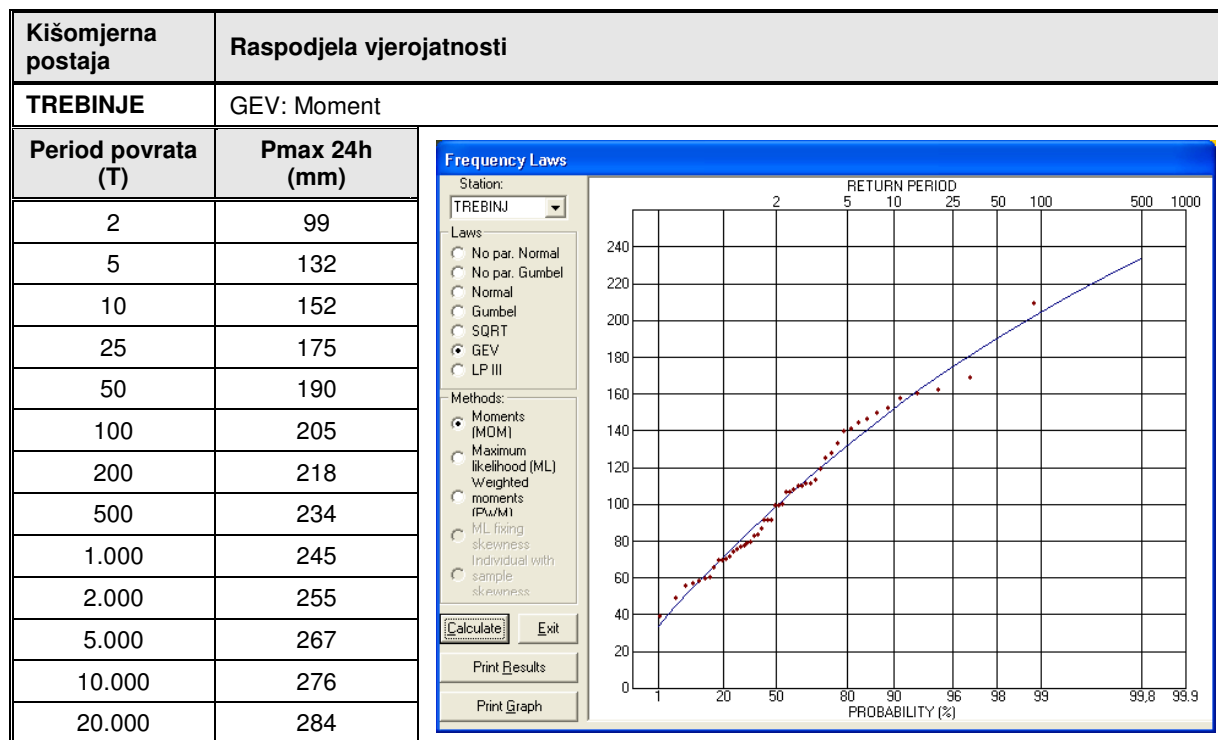 Kišomjerna postaja Raspodjela vjerojatnosti
TREBINJE GEV: Moment
Period povrata (T) Pmax 24h (mm)
2 99
5 132
10 152
25 175
50 190
100 205
200 218
500 234
1.000 245
2.000 255
5.000 267
10.000 276
20.000 284
Frequency Laws
Station:
TREBINJ
Laws
No par. Normal
No par. Gumbel
Normal
Gumbel
SQRT
GEV
LP III
Methods:
Moments
(MOM)
Maximum
likelihood (ML)
Weighted
moments
(PWM)
ML fixing
skewness
Individual with
sample
skewness
Calculate Exit
Print Results
Print Graph
RETURN PERIOD
2 5 10 25 50 100 500 1000
240
220
200
180
160
140
120
100
80
60
40
20
0
1 20 50 80 90 96 98 99 99,8 99.9
PROBABILITY (%)